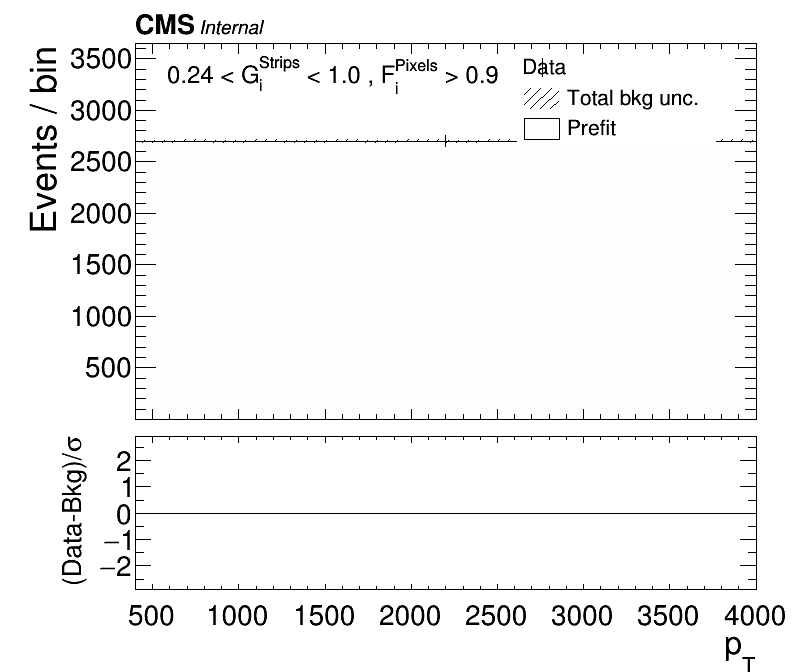 CMS Internal
0.24 < G_i^Strips < 1.0 , F_i^Pixels > 0.9
Data
Total bkg unc.
Prefit
Events / bin
3500
3000
2500
2000
1500
1000
500
(Data-Bkg)/σ
2
1
0
−1
−2
500 1000 1500 2000 2500 3000 3500 4000
p_T